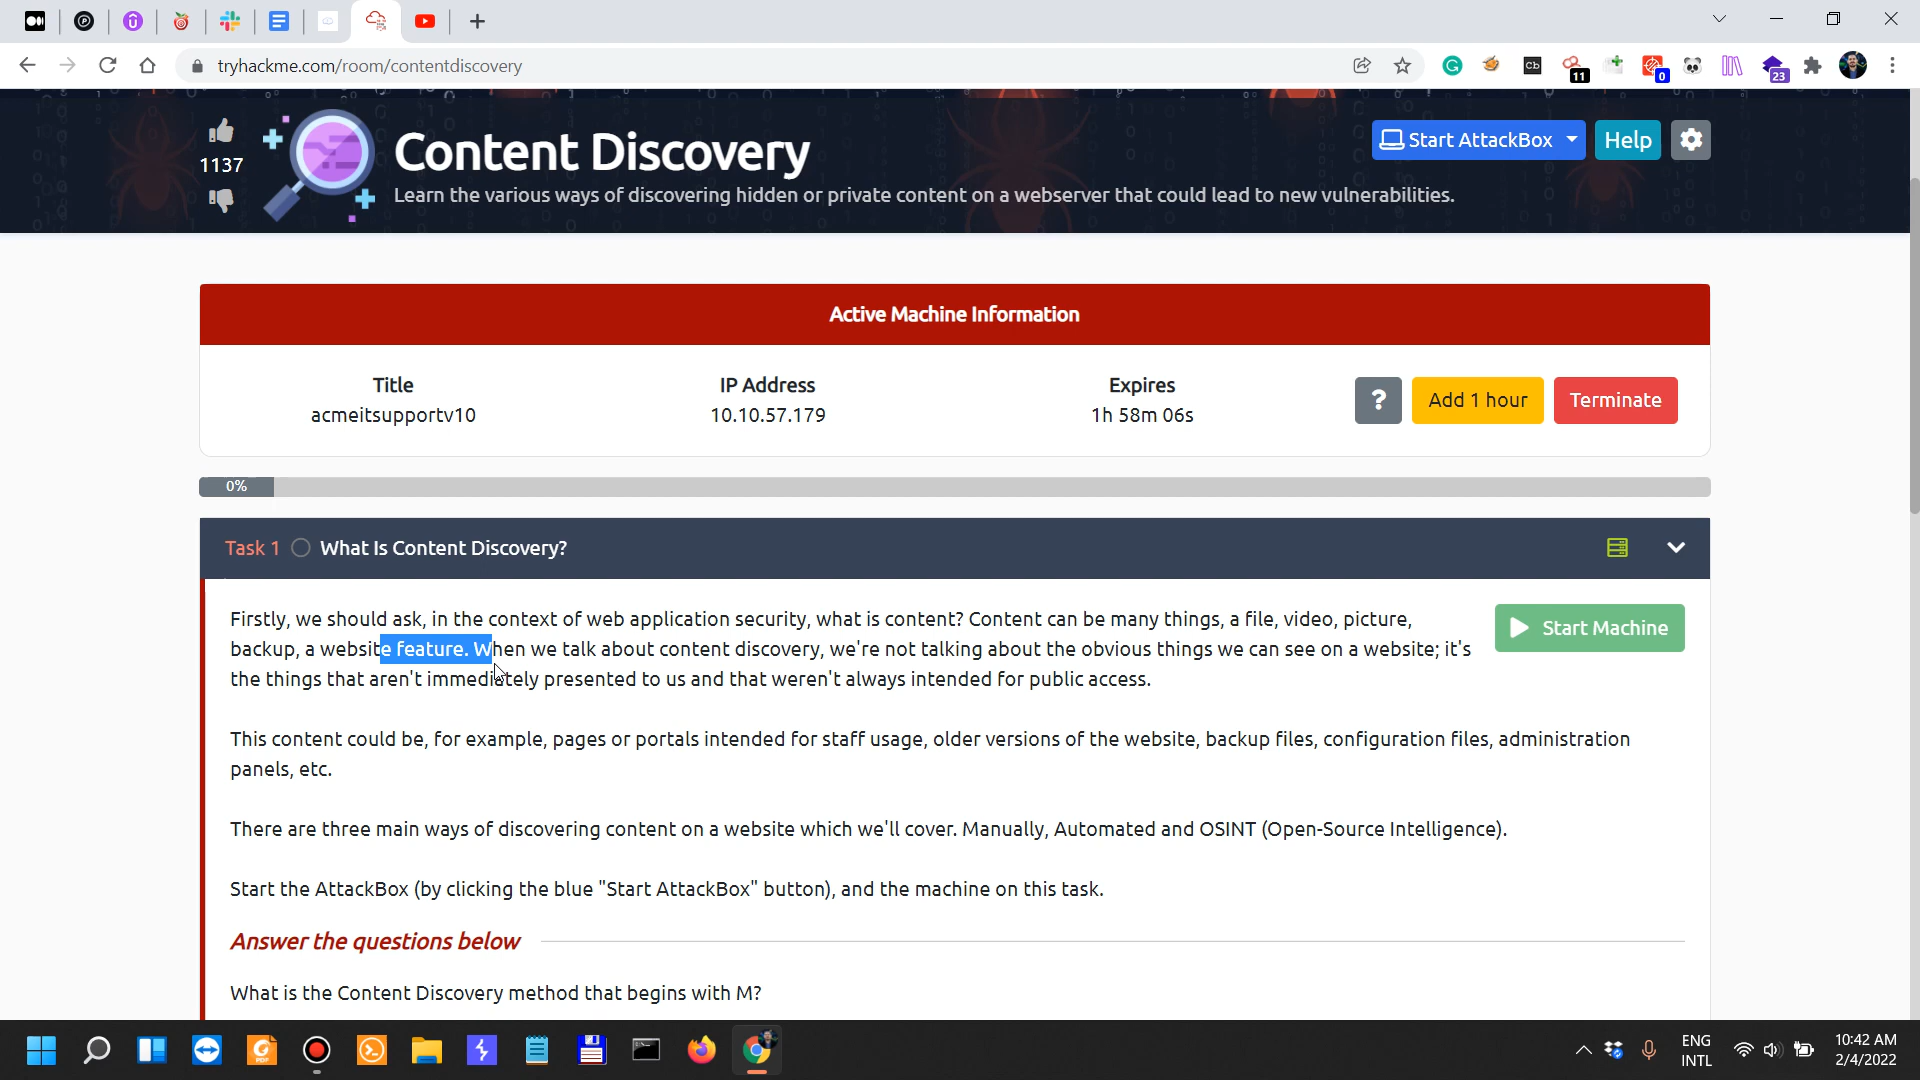 tryhackme.com/room/contentdiscovery
11
0
23
1137
Content Discovery
Learn the various ways of discovering hidden or private content on a webserver that could lead to new vulnerabilities.
Start AttackBox
Help
Active Machine Information
Title
IP Address
Expires
acmeitsupportv10
10.10.57.179
1h 58m 06s
?
Add 1 hour
Terminate
0%
Task 1
What Is Content Discovery?
Firstly, we should ask, in the context of web application security, what is content? Content can be many things, a file, video, picture,
backup, a website feature. When we talk about content discovery, we're not talking about the obvious things we can see on a website; it's
the things that aren't immediately presented to us and that weren't always intended for public access.
Start Machine
This content could be, for example, pages or portals intended for staff usage, older versions of the website, backup files, configuration files, administration
panels, etc.
There are three main ways of discovering content on a website which we'll cover. Manually, Automated and OSINT (Open-Source Intelligence).
Start the AttackBox (by clicking the blue "Start AttackBox" button), and the machine on this task.
Answer the questions below
What is the Content Discovery method that begins with M?
ENG
INTL
10:42 AM
2/4/2022